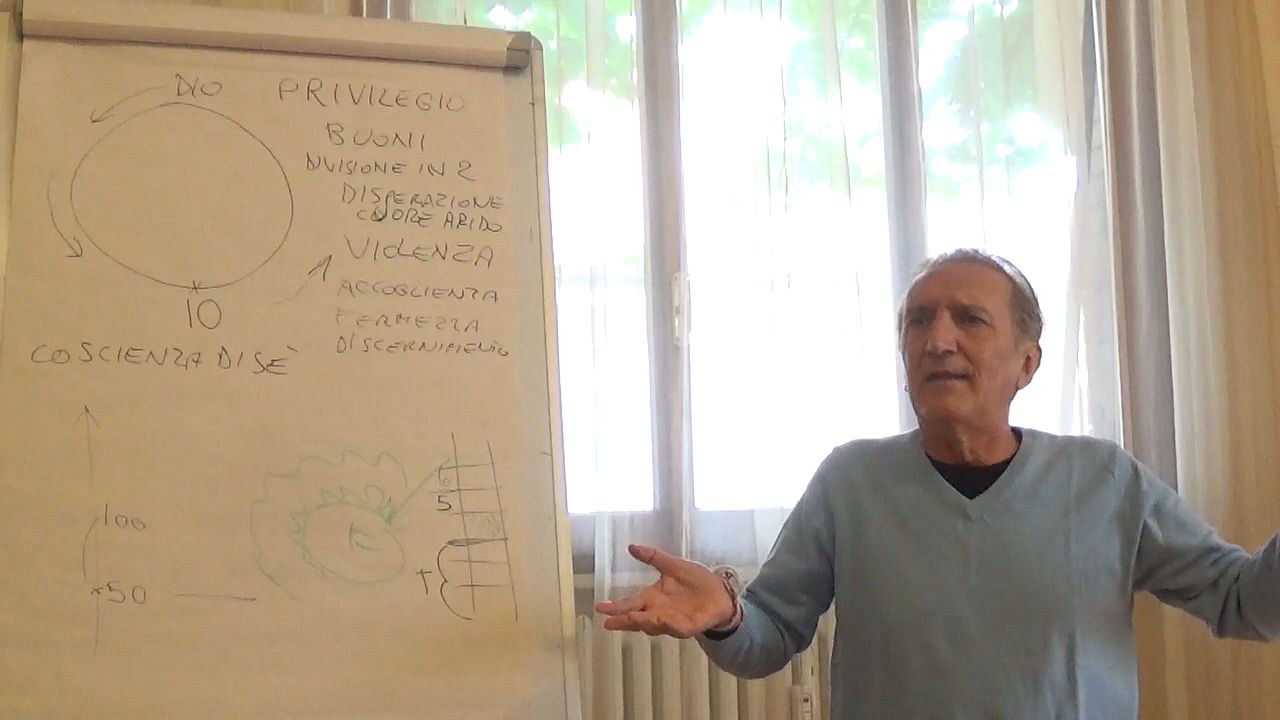 DIO PRIVILEGIO
BUONI
DIVISIONE IN 2
DISPERAZIONE
CUORE ARIDO
VIOLENZA
ACCOGLIENZA
FERMEZZA
DISCERNIMENTO
IO
COSCIENZA DI SÈ
100
50
6
5